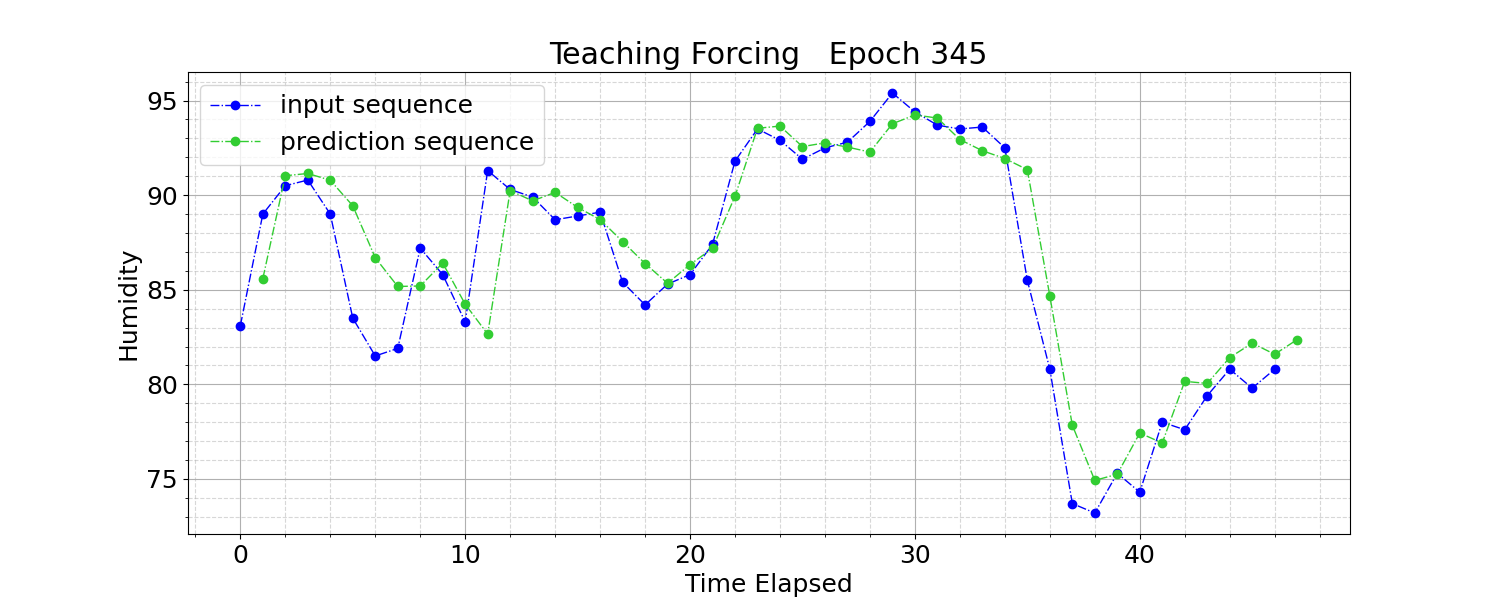 Teaching Forcing   Epoch 345
input sequence
prediction sequence
95
90
85
80
75
Humidity
0 10 20 30 40
Time Elapsed